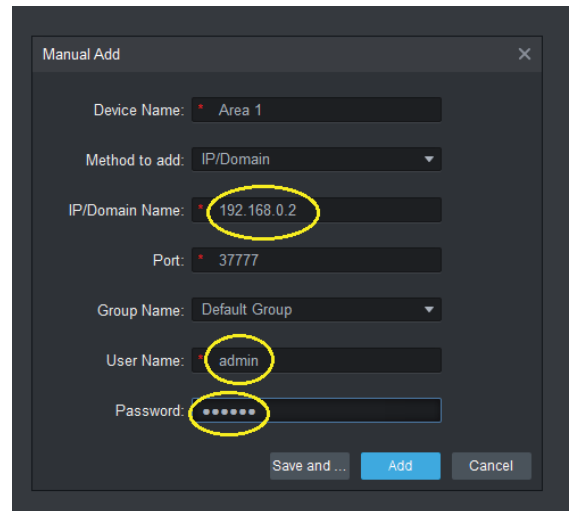 Manual Add
Device Name: * Area 1
Method to add: IP/Domain
IP/Domain Name: * 192.168.0.2
Port: * 37777
Group Name: Default Group
User Name: * admin
Password: ●●●●●●
Save and ... Add Cancel